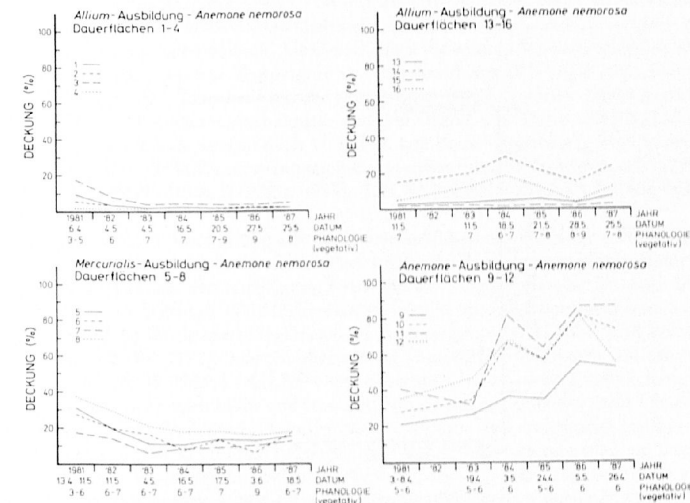 Allium-Ausbildung - Anemone nemorosa
Dauerflächen 1-4
100
80
60
40
20
DECKUNG (%)
1
2
3
4
1981 '82 '83 '84 '85 '86 '87 JAHR
6.4 4.5 4.5 16.5 20.5 27.5 25.5 DATUM
3-5 6 7 7 7-9 9 8 PHÄNOLOGIE
(vegetativ)
Allium-Ausbildung - Anemone nemorosa
Dauerflächen 13-16
100
80
60
40
20
DECKUNG (%)
13
14
15
16
1981 '82 '83 '84 '85 '86 '87 JAHR
11.5 11.5 18.5 21.5 28.5 25.5 DATUM
7 7 6-7 7-8 8-9 7-8 PHÄNOLOGIE
(vegetativ)
Mercurialis-Ausbildung - Anemone nemorosa
Dauerflächen 5-8
100
80
60
40
20
DECKUNG (%)
5
6
7
8
1981 '82 '83 '84 '85 '86 '87 JAHR
13.4 11.5 11.5 4.5 16.5 17.5 3.6 18.5 DATUM
3-6 6-7 6-7 6-7 7 9 6-7 PHÄNOLOGIE
(vegetativ)
Anemone-Ausbildung - Anemone nemorosa
Dauerflächen 9-12
100
80
60
40
20
DECKUNG (%)
9
10
11
12
1981 '82 '83 '84 '85 '86 '87 JAHR
3.-8.4 19.4 3.5 24.4 5.5 26.4 DATUM
5-6 5-6 6 5-6 6 6 PHÄNOLOGIE
(vegetativ)